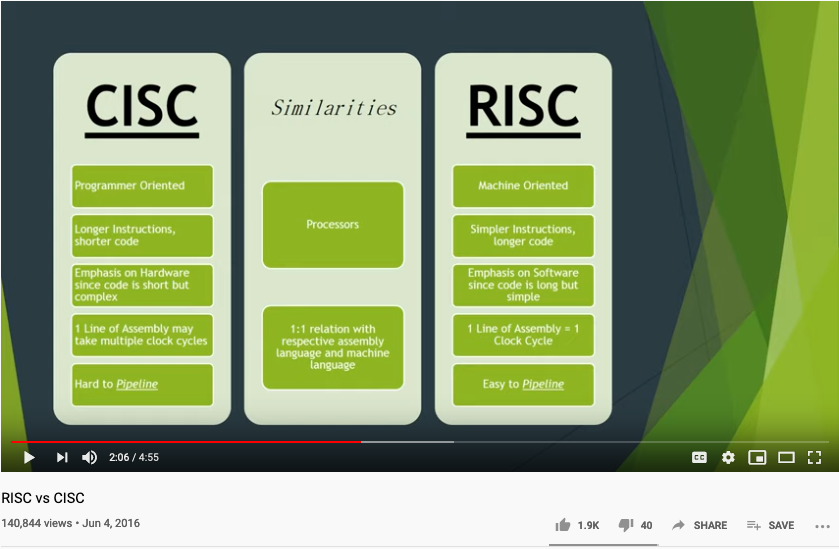 CISC
Programmer Oriented
Longer Instructions,
shorter code
Emphasis on Hardware
since code is short but
complex
1 Line of Assembly may
take multiple clock cycles
Hard to Pipeline
Similarities
Processors
1:1 relation with
respective assembly
language and machine
language
RISC
Machine Oriented
Simpler Instructions,
longer code
Emphasis on Software
since code is long but
simple
1 Line of Assembly = 1
Clock Cycle
Easy to Pipeline
2:06 / 4:55
CC
RISC vs CISC
140,844 views • Jun 4, 2016
1.9K
40
SHARE
SAVE